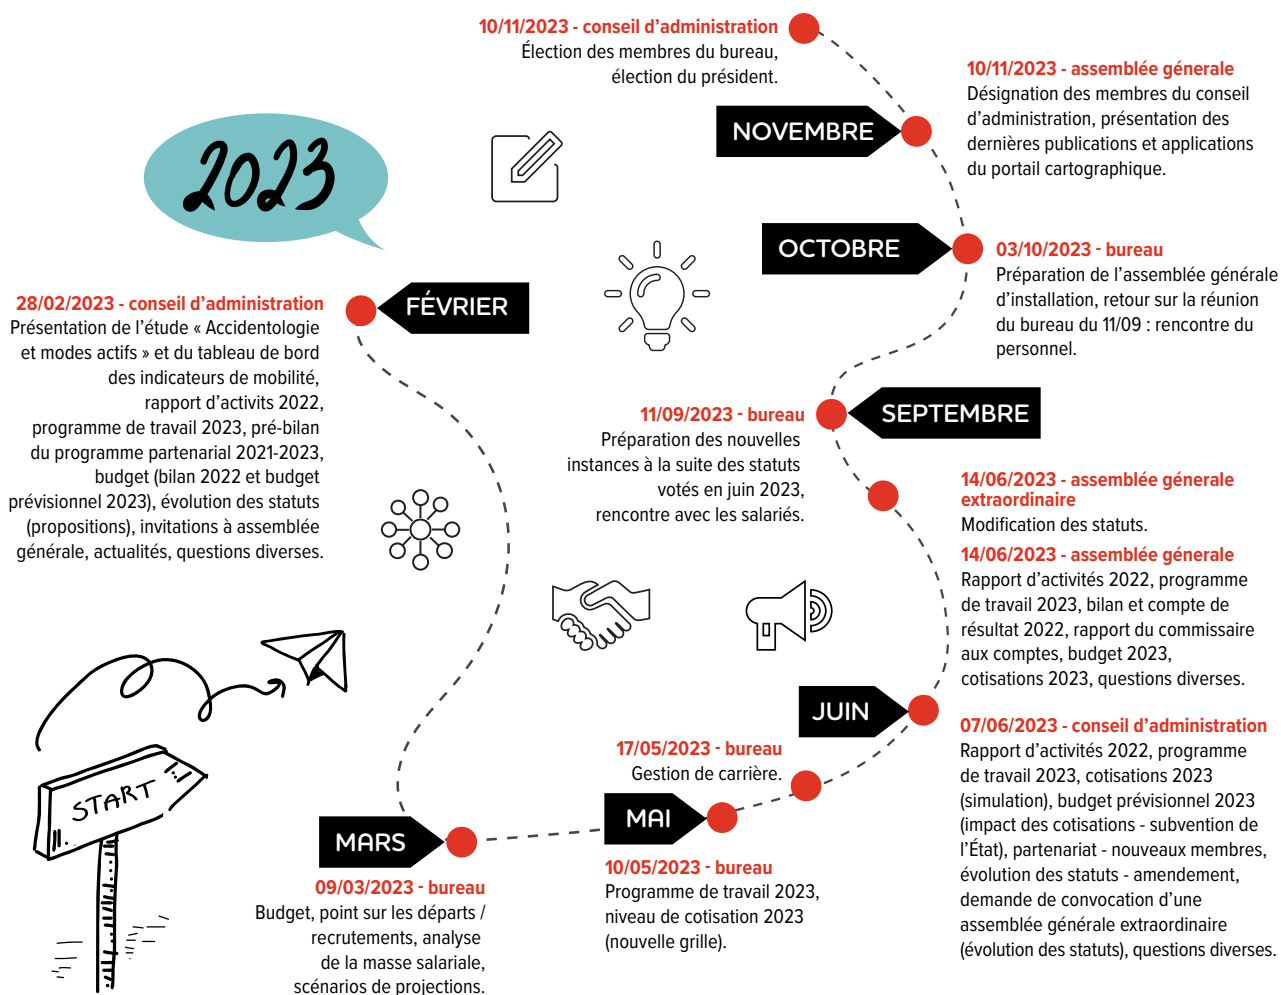 2023
FÉVRIER
28/02/2023 - conseil d’administration
Présentation de l’étude « Accidentologie
et modes actifs » et du tableau de bord
des indicateurs de mobilité,
rapport d’activits 2022,
programme de travail 2023, pré-bilan
du programme partenarial 2021-2023,
budget (bilan 2022 et budget
prévisionnel 2023), évolution des statuts
(propositions), invitations à assemblée
générale, actualités, questions diverses.
START
MARS
09/03/2023 - bureau
Budget, point sur les départs /
recrutements, analyse
de la masse salariale,
scénarios de projections.
MAI
10/05/2023 - bureau
Programme de travail 2023,
niveau de cotisation 2023
(nouvelle grille).
17/05/2023 - bureau
Gestion de carrière.
JUIN
07/06/2023 - conseil d’administration
Rapport d’activités 2022, programme
de travail 2023, cotisations 2023
(simulation), budget prévisionnel 2023
(impact des cotisations - subvention de
l’État), partenariat - nouveaux membres,
évolution des statuts - amendement,
demande de convocation d’une
assemblée générale extraordinaire
(évolution des statuts), questions diverses.
14/06/2023 - assemblée génerale
Rapport d’activités 2022, programme
de travail 2023, bilan et compte de
résultat 2022, rapport du commissaire
aux comptes, budget 2023,
cotisations 2023, questions diverses.
14/06/2023 - assemblée génerale
extraordinaire
Modification des statuts.
SEPTEMBRE
11/09/2023 - bureau
Préparation des nouvelles
instances à la suite des statuts
votés en juin 2023,
rencontre avec les salariés.
OCTOBRE
03/10/2023 - bureau
Préparation de l’assemblée générale
d’installation, retour sur la réunion
du bureau du 11/09 : rencontre du
personnel.
NOVEMBRE
10/11/2023 - assemblée génerale
Désignation des membres du conseil
d’administration, présentation des
dernières publications et applications
du portail cartographique.
10/11/2023 - conseil d’administration
Élection des membres du bureau,
élection du président.